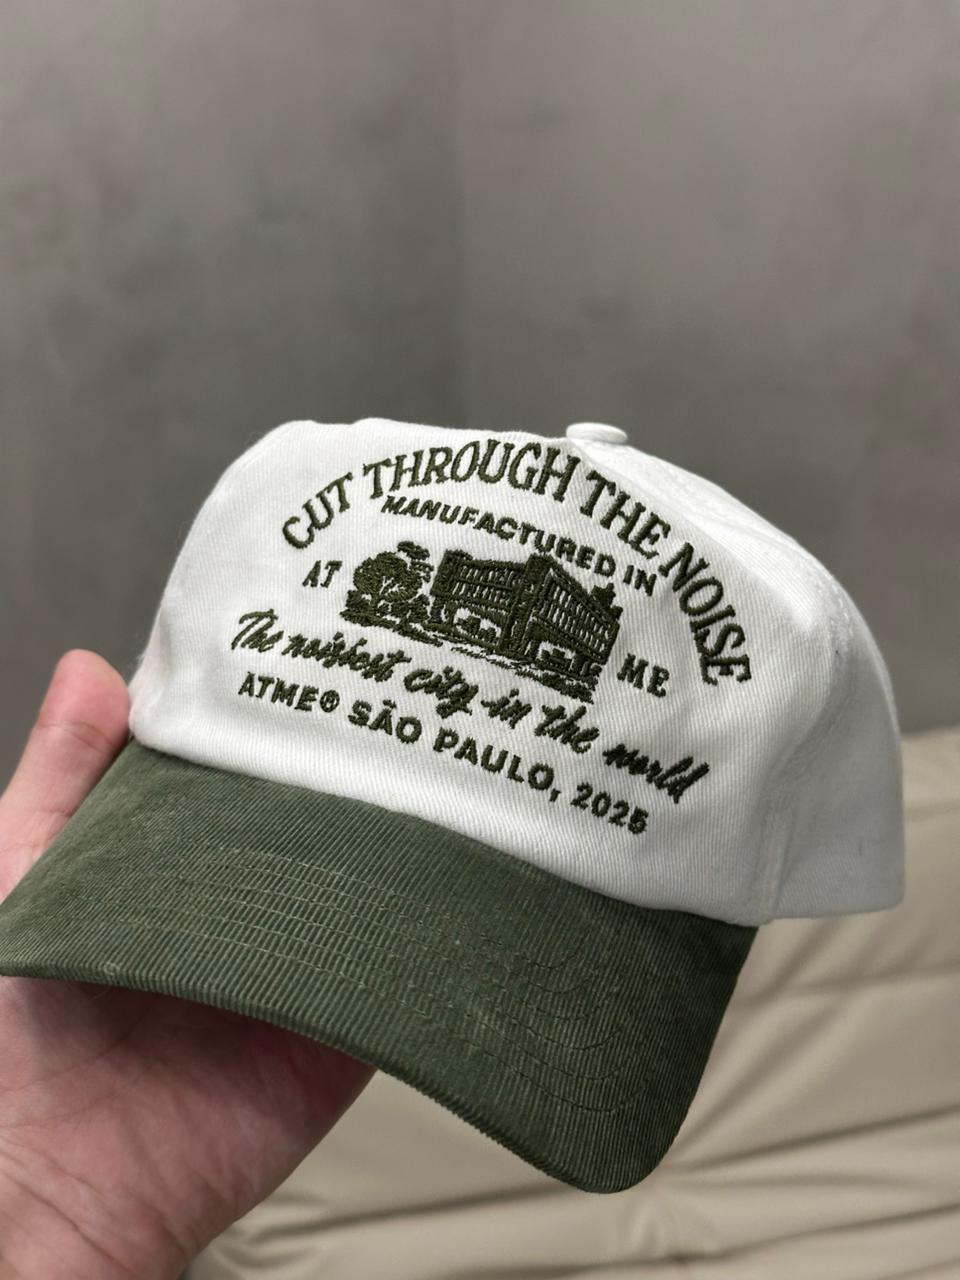 CUT THROUGH THE NOISE
MANUFACTURED IN
AT ME
The noisiest city in the world
ATME® SÃO PAULO, 2025